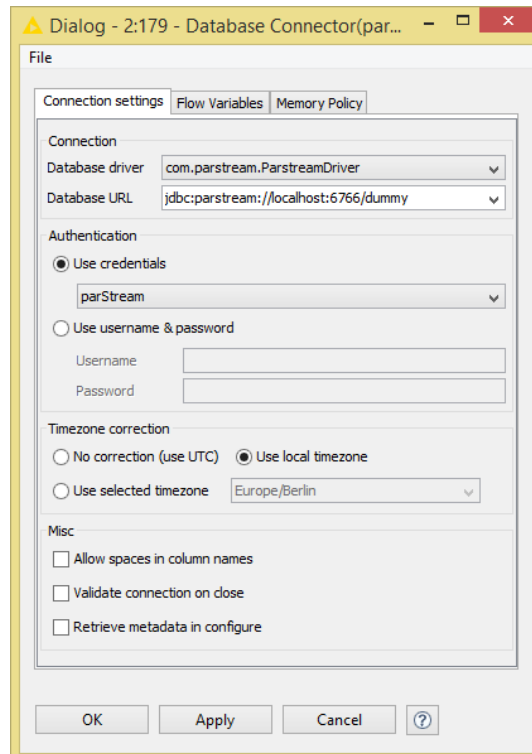 Dialog - 2:179 - Database Connector(par...
File
Connection settings Flow Variables Memory Policy
Connection
Database driver com.parstream.ParstreamDriver
Database URL jdbc:parstream://localhost:6766/dummy
Authentication
Use credentials
parStream
Use username & password
Username
Password
Timezone correction
No correction (use UTC) Use local timezone
Use selected timezone Europe/Berlin
Misc
Allow spaces in column names
Validate connection on close
Retrieve metadata in configure
OK Apply Cancel ?